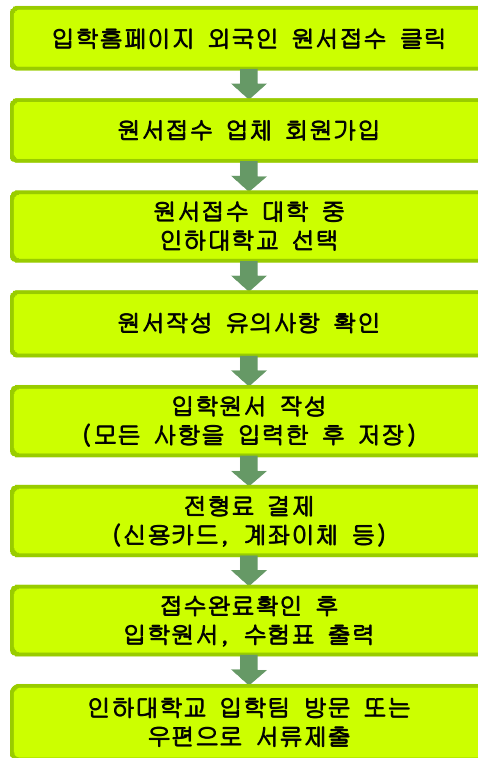 입학홈페이지 외국인 원서접수 클릭
원서접수 업체 회원가입
원서접수 대학 중
인하대학교 선택
원서작성 유의사항 확인
입학원서 작성
(모든 사항을 입력한 후 저장)
전형료 결제
(신용카드, 계좌이체 등)
접수완료확인 후
입학원서, 수험표 출력
인하대학교 입학팀 방문 또는
우편으로 서류제출